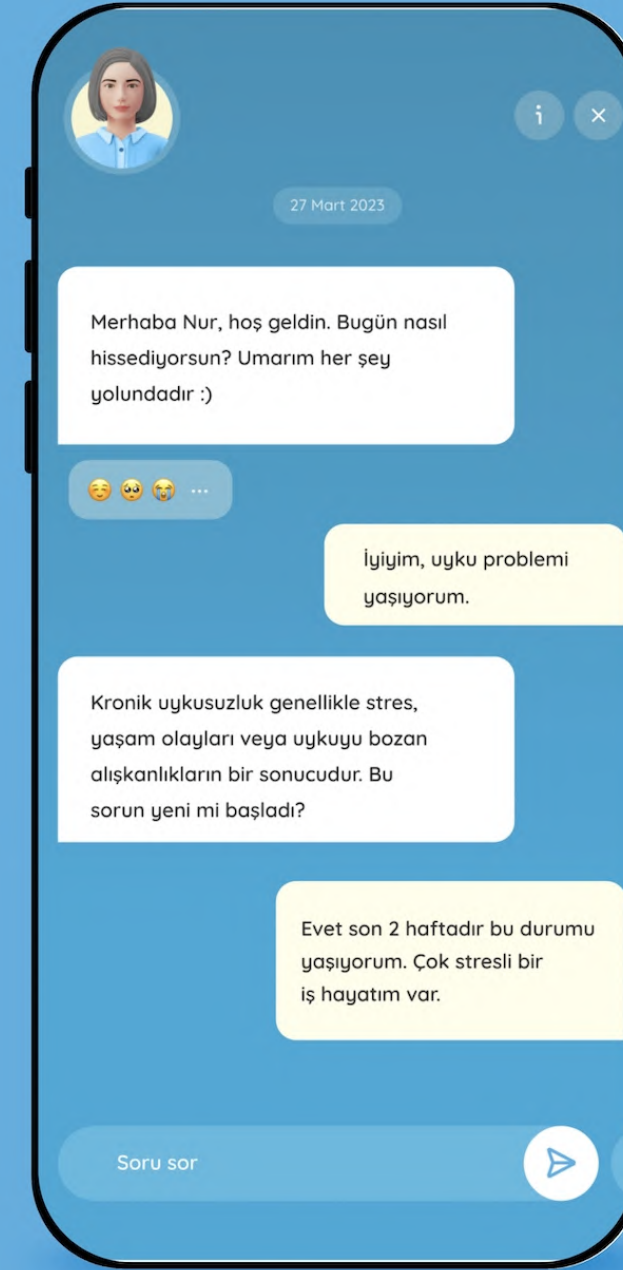 27 Mart 2023
Merhaba Nur, hoş geldin. Bugün nasıl
hissediyorsun? Umarım her şey
yolundadır :)
İyiyim, uyku problemi
yaşıyorum.
Kronik uykusuzluk genellikle stres,
yaşam olayları veya uykuyu bozan
alışkanlıkların bir sonucudur. Bu
sorun yeni mi başladı?
Evet son 2 haftadır bu durumu
yaşıyorum. Çok stresli bir
iş hayatım var.
Soru sor